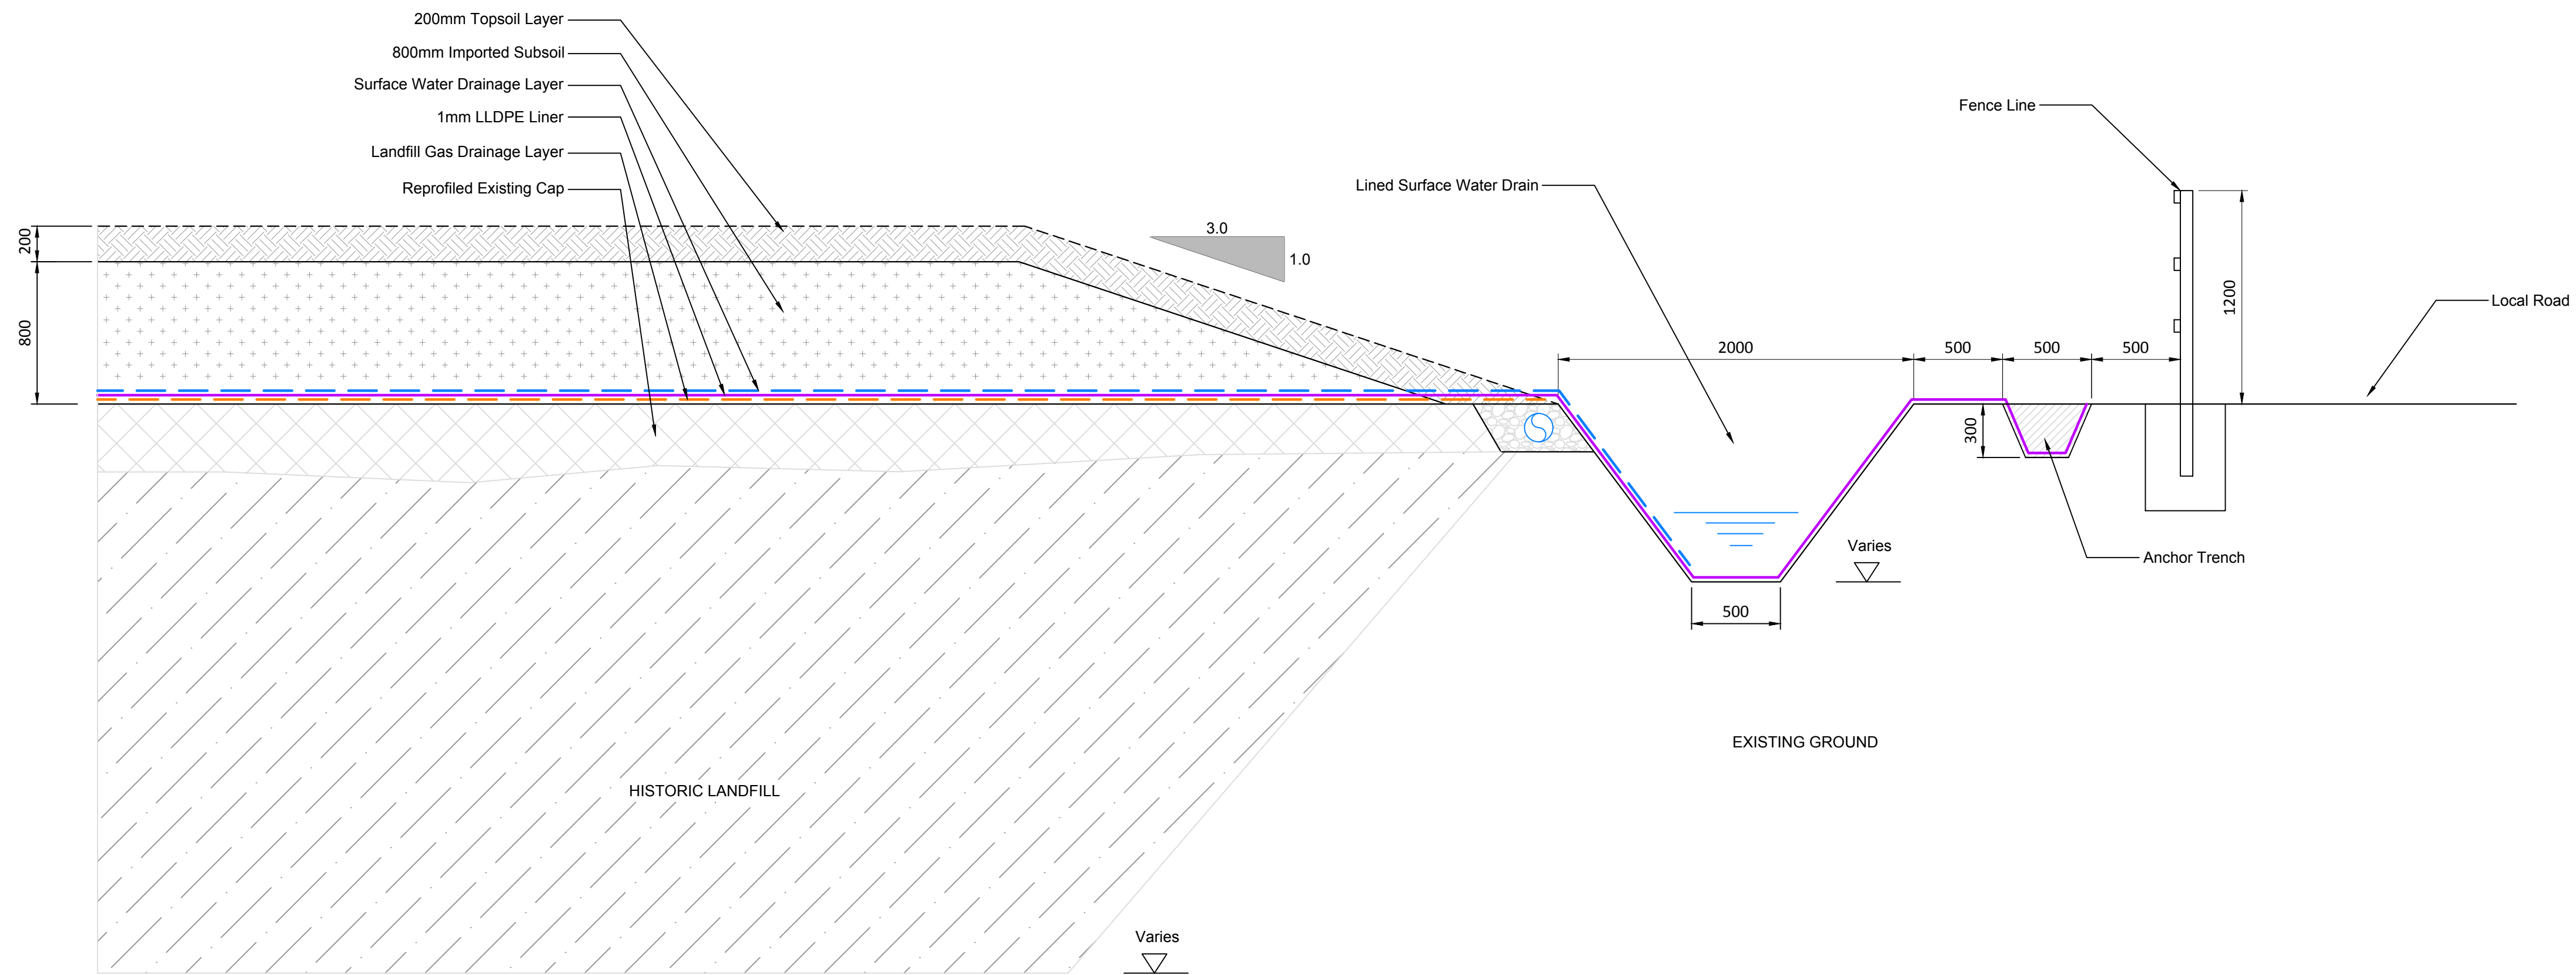 200mm Topsoil Layer
800mm Imported Subsoil
Surface Water Drainage Layer
1mm LLDPE Liner
Landfill Gas Drainage Layer
Reprofiled Existing Cap
Fence Line
Lined Surface Water Drain
3.0
1.0
200
800
1200
Local Road
2000
500
500
500
300
Varies
Anchor Trench
500
EXISTING GROUND
HISTORIC LANDFILL
Varies